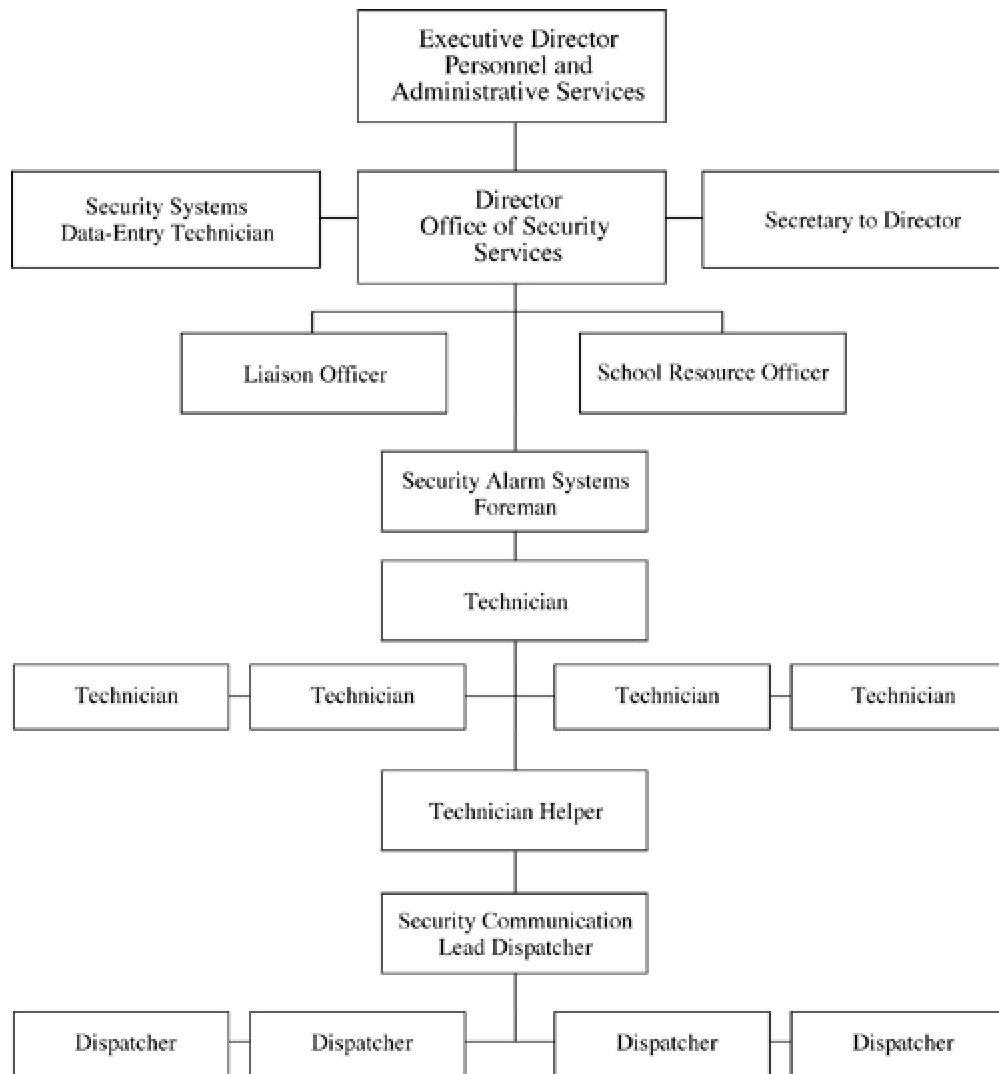 Executive Director
Personnel and
Administrative Services
Security Systems
Data-Entry Technician
Director
Office of Security
Services
Secretary to Director
Liaison Officer
School Resource Officer
Security Alarm Systems
Foreman
Technician
Technician
Technician
Technician
Technician
Technician Helper
Security Communication
Lead Dispatcher
Dispatcher
Dispatcher
Dispatcher
Dispatcher